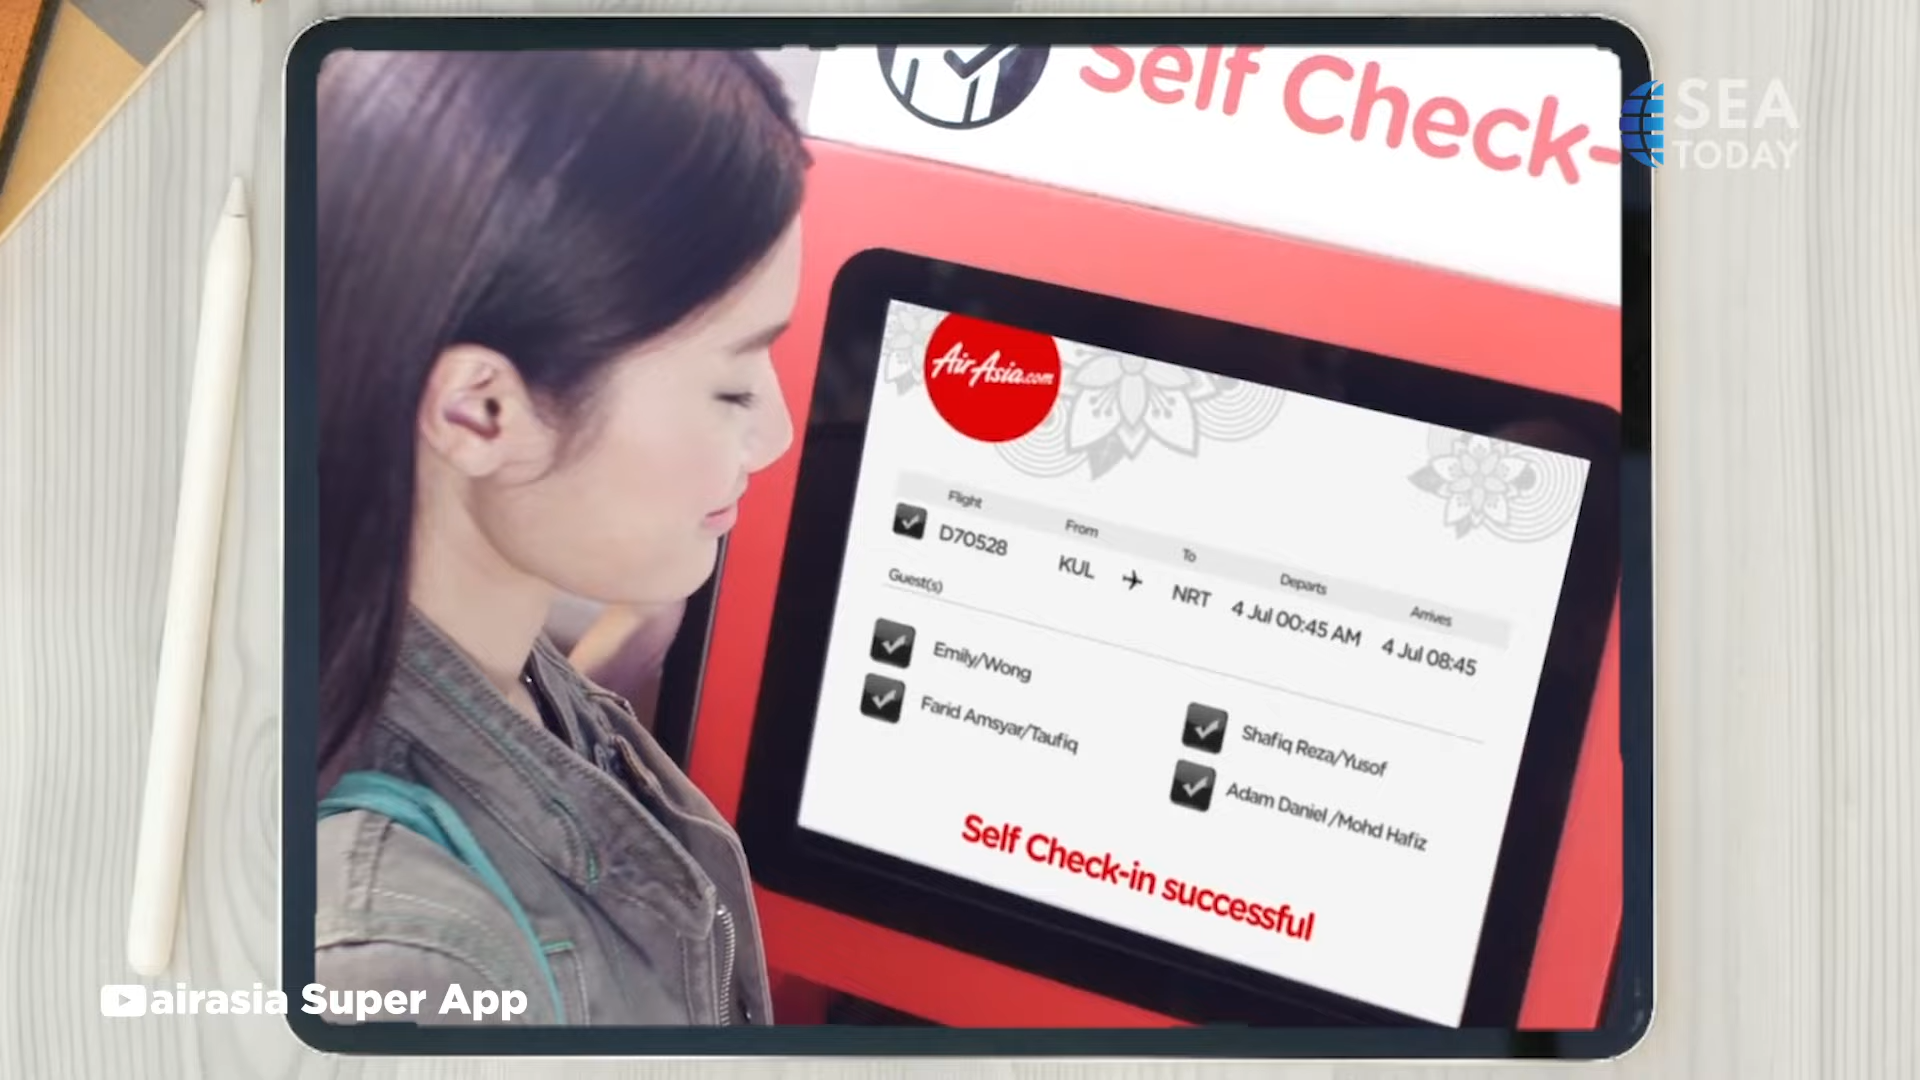 Self Check-
SEA
TODAY
AirAsia.com
Flight From To Departs Arrives
D70528 KUL NRT 4 Jul 00:45 AM 4 Jul 08:45
Guest(s)
Emily/Wong
Farid Amsyar/Taufiq
Shafiq Reza/Yusof
Adam Daniel /Mohd Hafiz
Self Check-in successful
airasia Super App